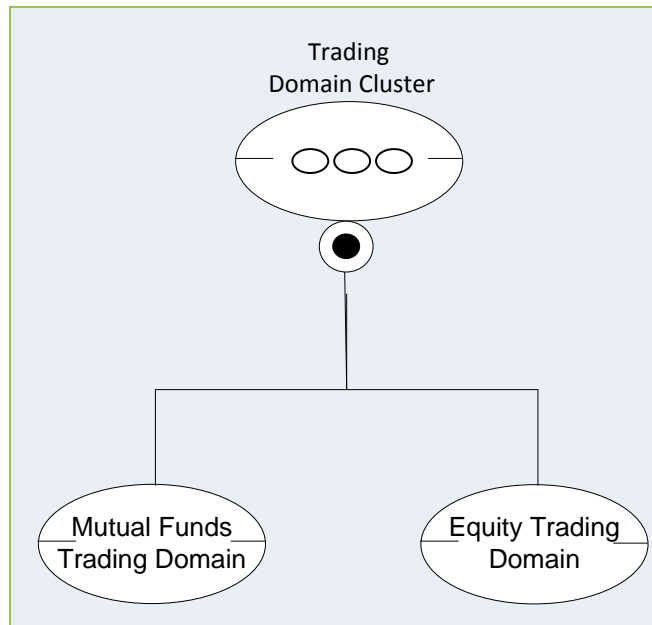 Trading
Domain Cluster
Mutual Funds
Trading Domain
Equity Trading
Domain